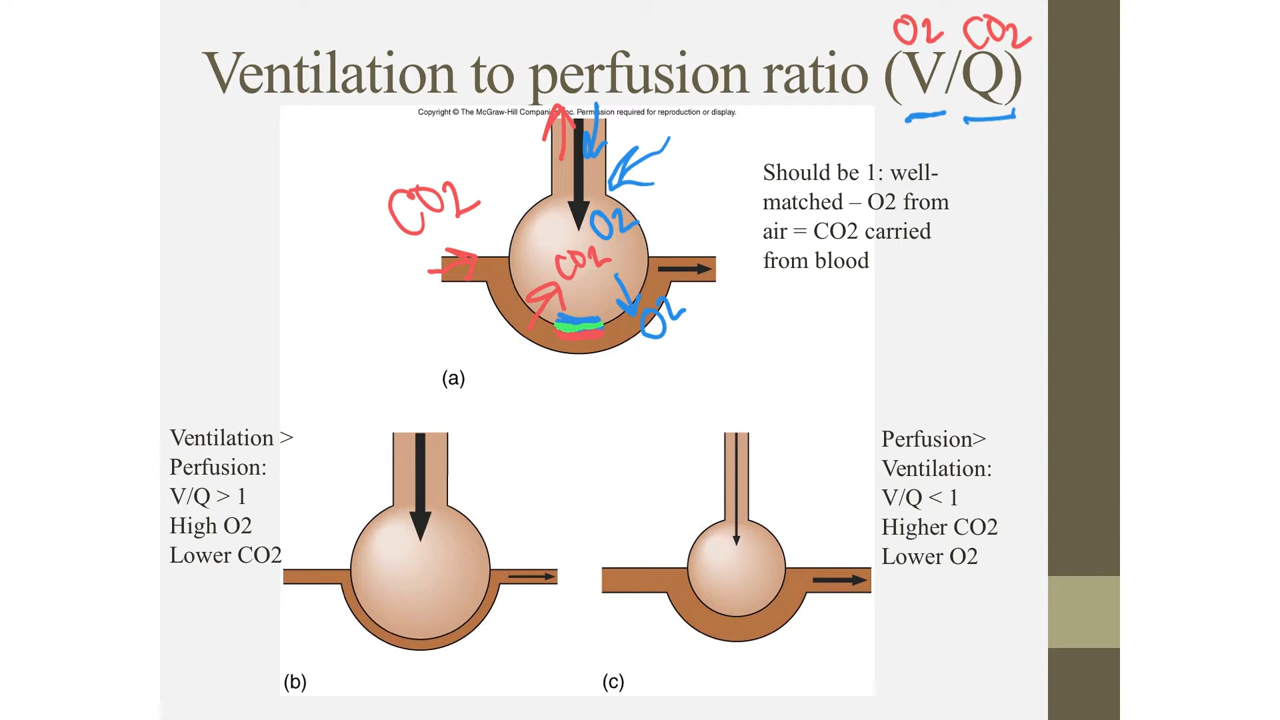 O2 CO2
Ventilation to perfusion ratio (V/Q)
Copyright © The McGraw-Hill Companies, Inc. Permission required for reproduction or display.
Should be 1: well-
matched – O2 from
air = CO2 carried
from blood
CO2
O2
CO2
O2
(a)
Ventilation >
Perfusion:
V/Q > 1
High O2
Lower CO2
Perfusion>
Ventilation:
V/Q < 1
Higher CO2
Lower O2
(b)
(c)